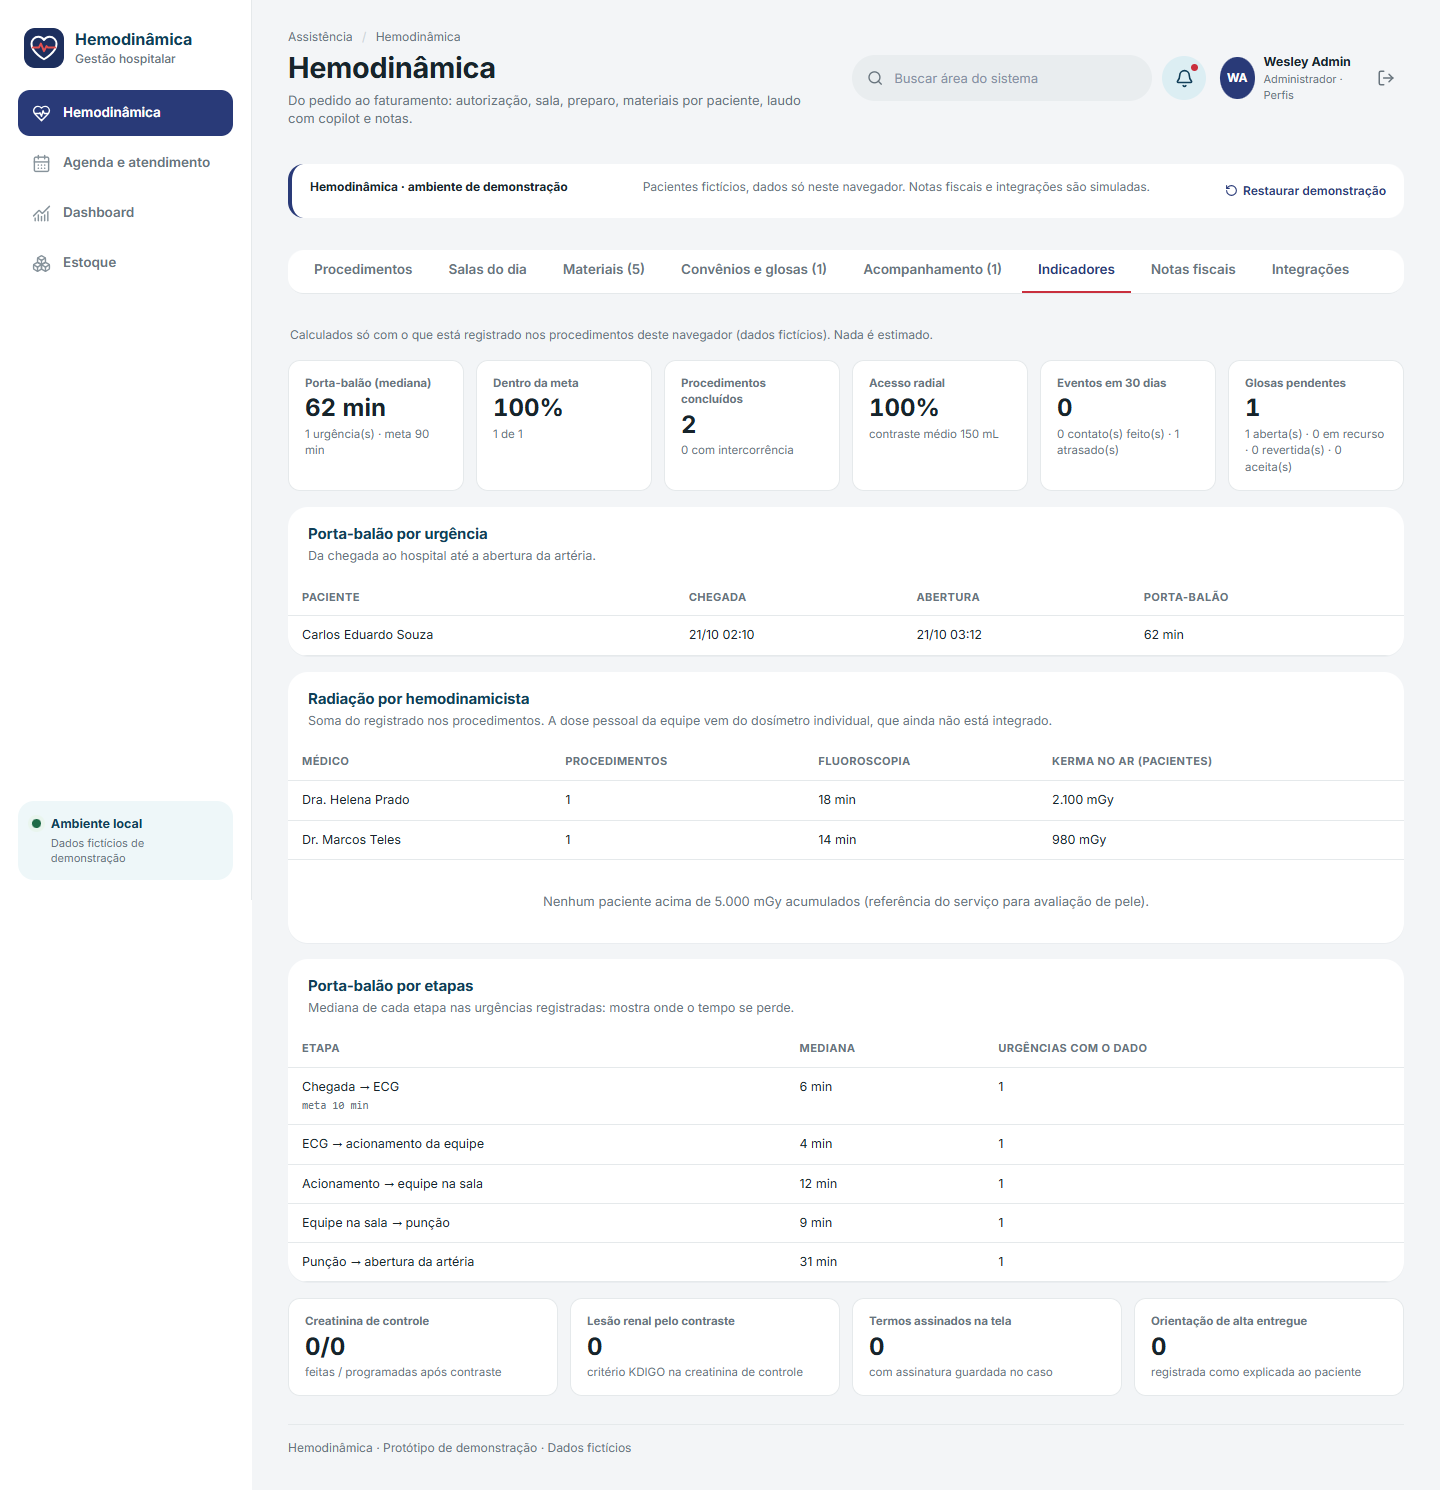 Hemodinâmica
Gestão hospitalar
Hemodinâmica
Agenda e atendimento
Dashboard
Estoque
Ambiente local
Dados fictícios de
demonstração
Assistência / Hemodinâmica
Hemodinâmica
Do pedido ao faturamento: autorização, sala, preparo, materiais por paciente, laudo
com copilot e notas.
Buscar área do sistema
WA
Wesley Admin
Administrador ·
Perfis
Hemodinâmica · ambiente de demonstração
Pacientes fictícios, dados só neste navegador. Notas fiscais e integrações são simuladas.
Restaurar demonstração
Procedimentos
Salas do dia
Materiais (5)
Convênios e glosas (1)
Acompanhamento (1)
Indicadores
Notas fiscais
Integrações
Calculados só com o que está registrado nos procedimentos deste navegador (dados fictícios). Nada é estimado.
Porta-balão (mediana)
62 min
1 urgência(s) · meta 90
min
Dentro da meta
100%
1 de 1
Procedimentos
concluídos
2
0 com intercorrência
Acesso radial
100%
contraste médio 150 mL
Eventos em 30 dias
0
0 contato(s) feito(s) · 1
atrasado(s)
Glosas pendentes
1
1 aberta(s) · 0 em recurso
· 0 revertida(s) · 0
aceita(s)
Porta-balão por urgência
Da chegada ao hospital até a abertura da artéria.
PACIENTE CHEGADA ABERTURA PORTA-BALÃO
Carlos Eduardo Souza 21/10 02:10 21/10 03:12 62 min
Radiação por hemodinamicista
Soma do registrado nos procedimentos. A dose pessoal da equipe vem do dosímetro individual, que ainda não está integrado.
MÉDICO PROCEDIMENTOS FLUOROSCOPIA KERMA NO AR (PACIENTES)
Dra. Helena Prado 1 18 min 2.100 mGy
Dr. Marcos Teles 1 14 min 980 mGy
Nenhum paciente acima de 5.000 mGy acumulados (referência do serviço para avaliação de pele).
Porta-balão por etapas
Mediana de cada etapa nas urgências registradas: mostra onde o tempo se perde.
ETAPA MEDIANA URGÊNCIAS COM O DADO
Chegada → ECG 6 min 1
meta 10 min
ECG → acionamento da equipe 4 min 1
Acionamento → equipe na sala 12 min 1
Equipe na sala → punção 9 min 1
Punção → abertura da artéria 31 min 1
Creatinina de controle
0/0
feitas / programadas após contraste
Lesão renal pelo contraste
0
critério KDIGO na creatinina de controle
Termos assinados na tela
0
com assinatura guardada no caso
Orientação de alta entregue
0
registrada como explicada ao paciente
Hemodinâmica · Protótipo de demonstração · Dados fictícios